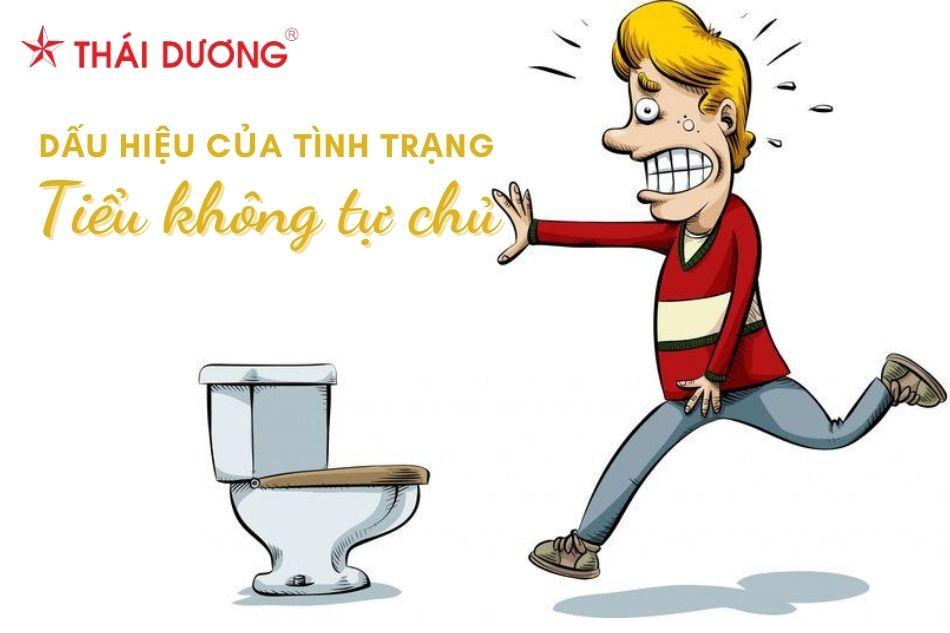 THÁI DƯƠNG®
DẤU HIỆU CỦA TÌNH TRẠNG
Tiểu không tự chủ